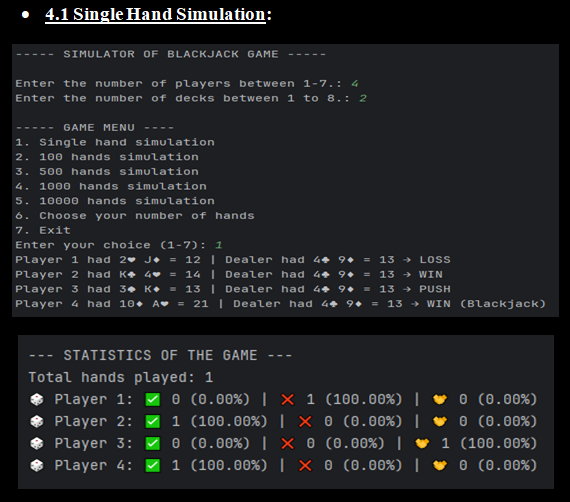 • 4.1 Single Hand Simulation:
----- SIMULATOR OF BLACKJACK GAME -----
Enter the number of players between 1-7.: 4
Enter the number of decks between 1 to 8.: 2
----- GAME MENU ----
1. Single hand simulation
2. 100 hands simulation
3. 500 hands simulation
4. 1000 hands simulation
5. 10000 hands simulation
6. Choose your number of hands
7. Exit
Enter your choice (1-7): 1
Player 1 had 2♥ J♦ = 12 | Dealer had 4♣ 9♦ = 13 → LOSS
Player 2 had K♣ 4♥ = 14 | Dealer had 4♣ 9♦ = 13 → WIN
Player 3 had 3♣ K♦ = 13 | Dealer had 4♣ 9♦ = 13 → PUSH
Player 4 had 10♦ A♥ = 21 | Dealer had 4♣ 9♦ = 13 → WIN (Blackjack)
--- STATISTICS OF THE GAME ---
Total hands played: 1
🎲 Player 1: ✅ 0 (0.00%) | ❌ 1 (100.00%) | 🤝 0 (0.00%)
🎲 Player 2: ✅ 1 (100.00%) | ❌ 0 (0.00%) | 🤝 0 (0.00%)
🎲 Player 3: ✅ 0 (0.00%) | ❌ 0 (0.00%) | 🤝 1 (100.00%)
🎲 Player 4: ✅ 1 (100.00%) | ❌ 0 (0.00%) | 🤝 0 (0.00%)